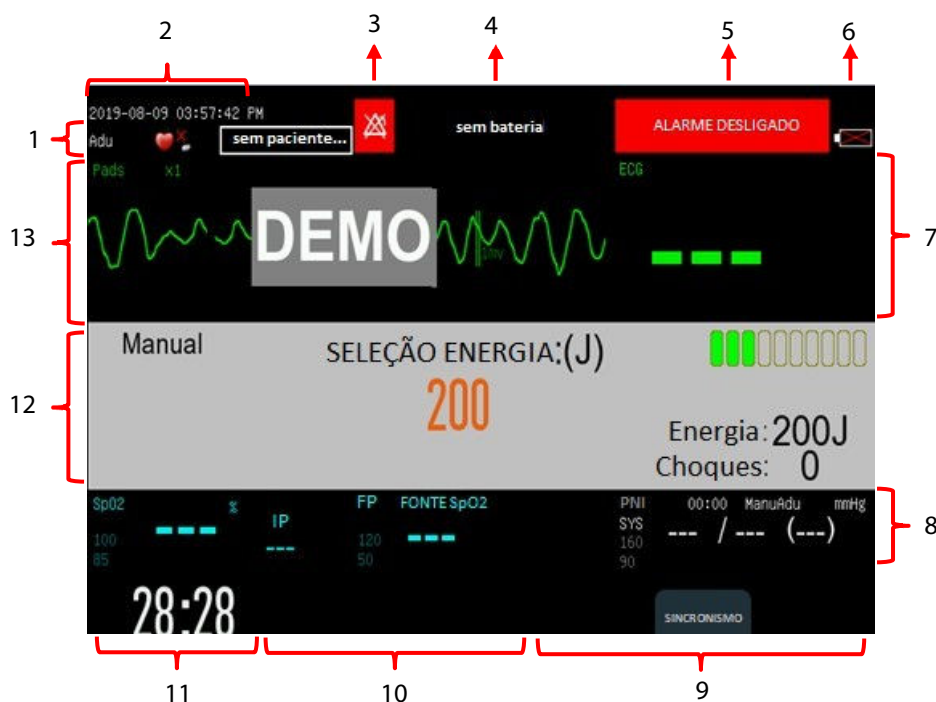 2 3 4 5 6
2019-08-09 03:57:42 PM
1 Adu sem paciente... sem bateria ALARME DESLIGADO
Pads x1 ECG
13 DEMO 1mv 7
Manual SELEÇÃO ENERGIA:(J)
12 200
Energia: 200J
Choques: 0
SpO2 % FP FONTE SpO2 PNI 00:00 ManuAdu mmHg
IP SYS --- / --- (---) 8
100 --- --- 120 --- 160
85 50 90
28:28 SINCRONISMO
11 10 9